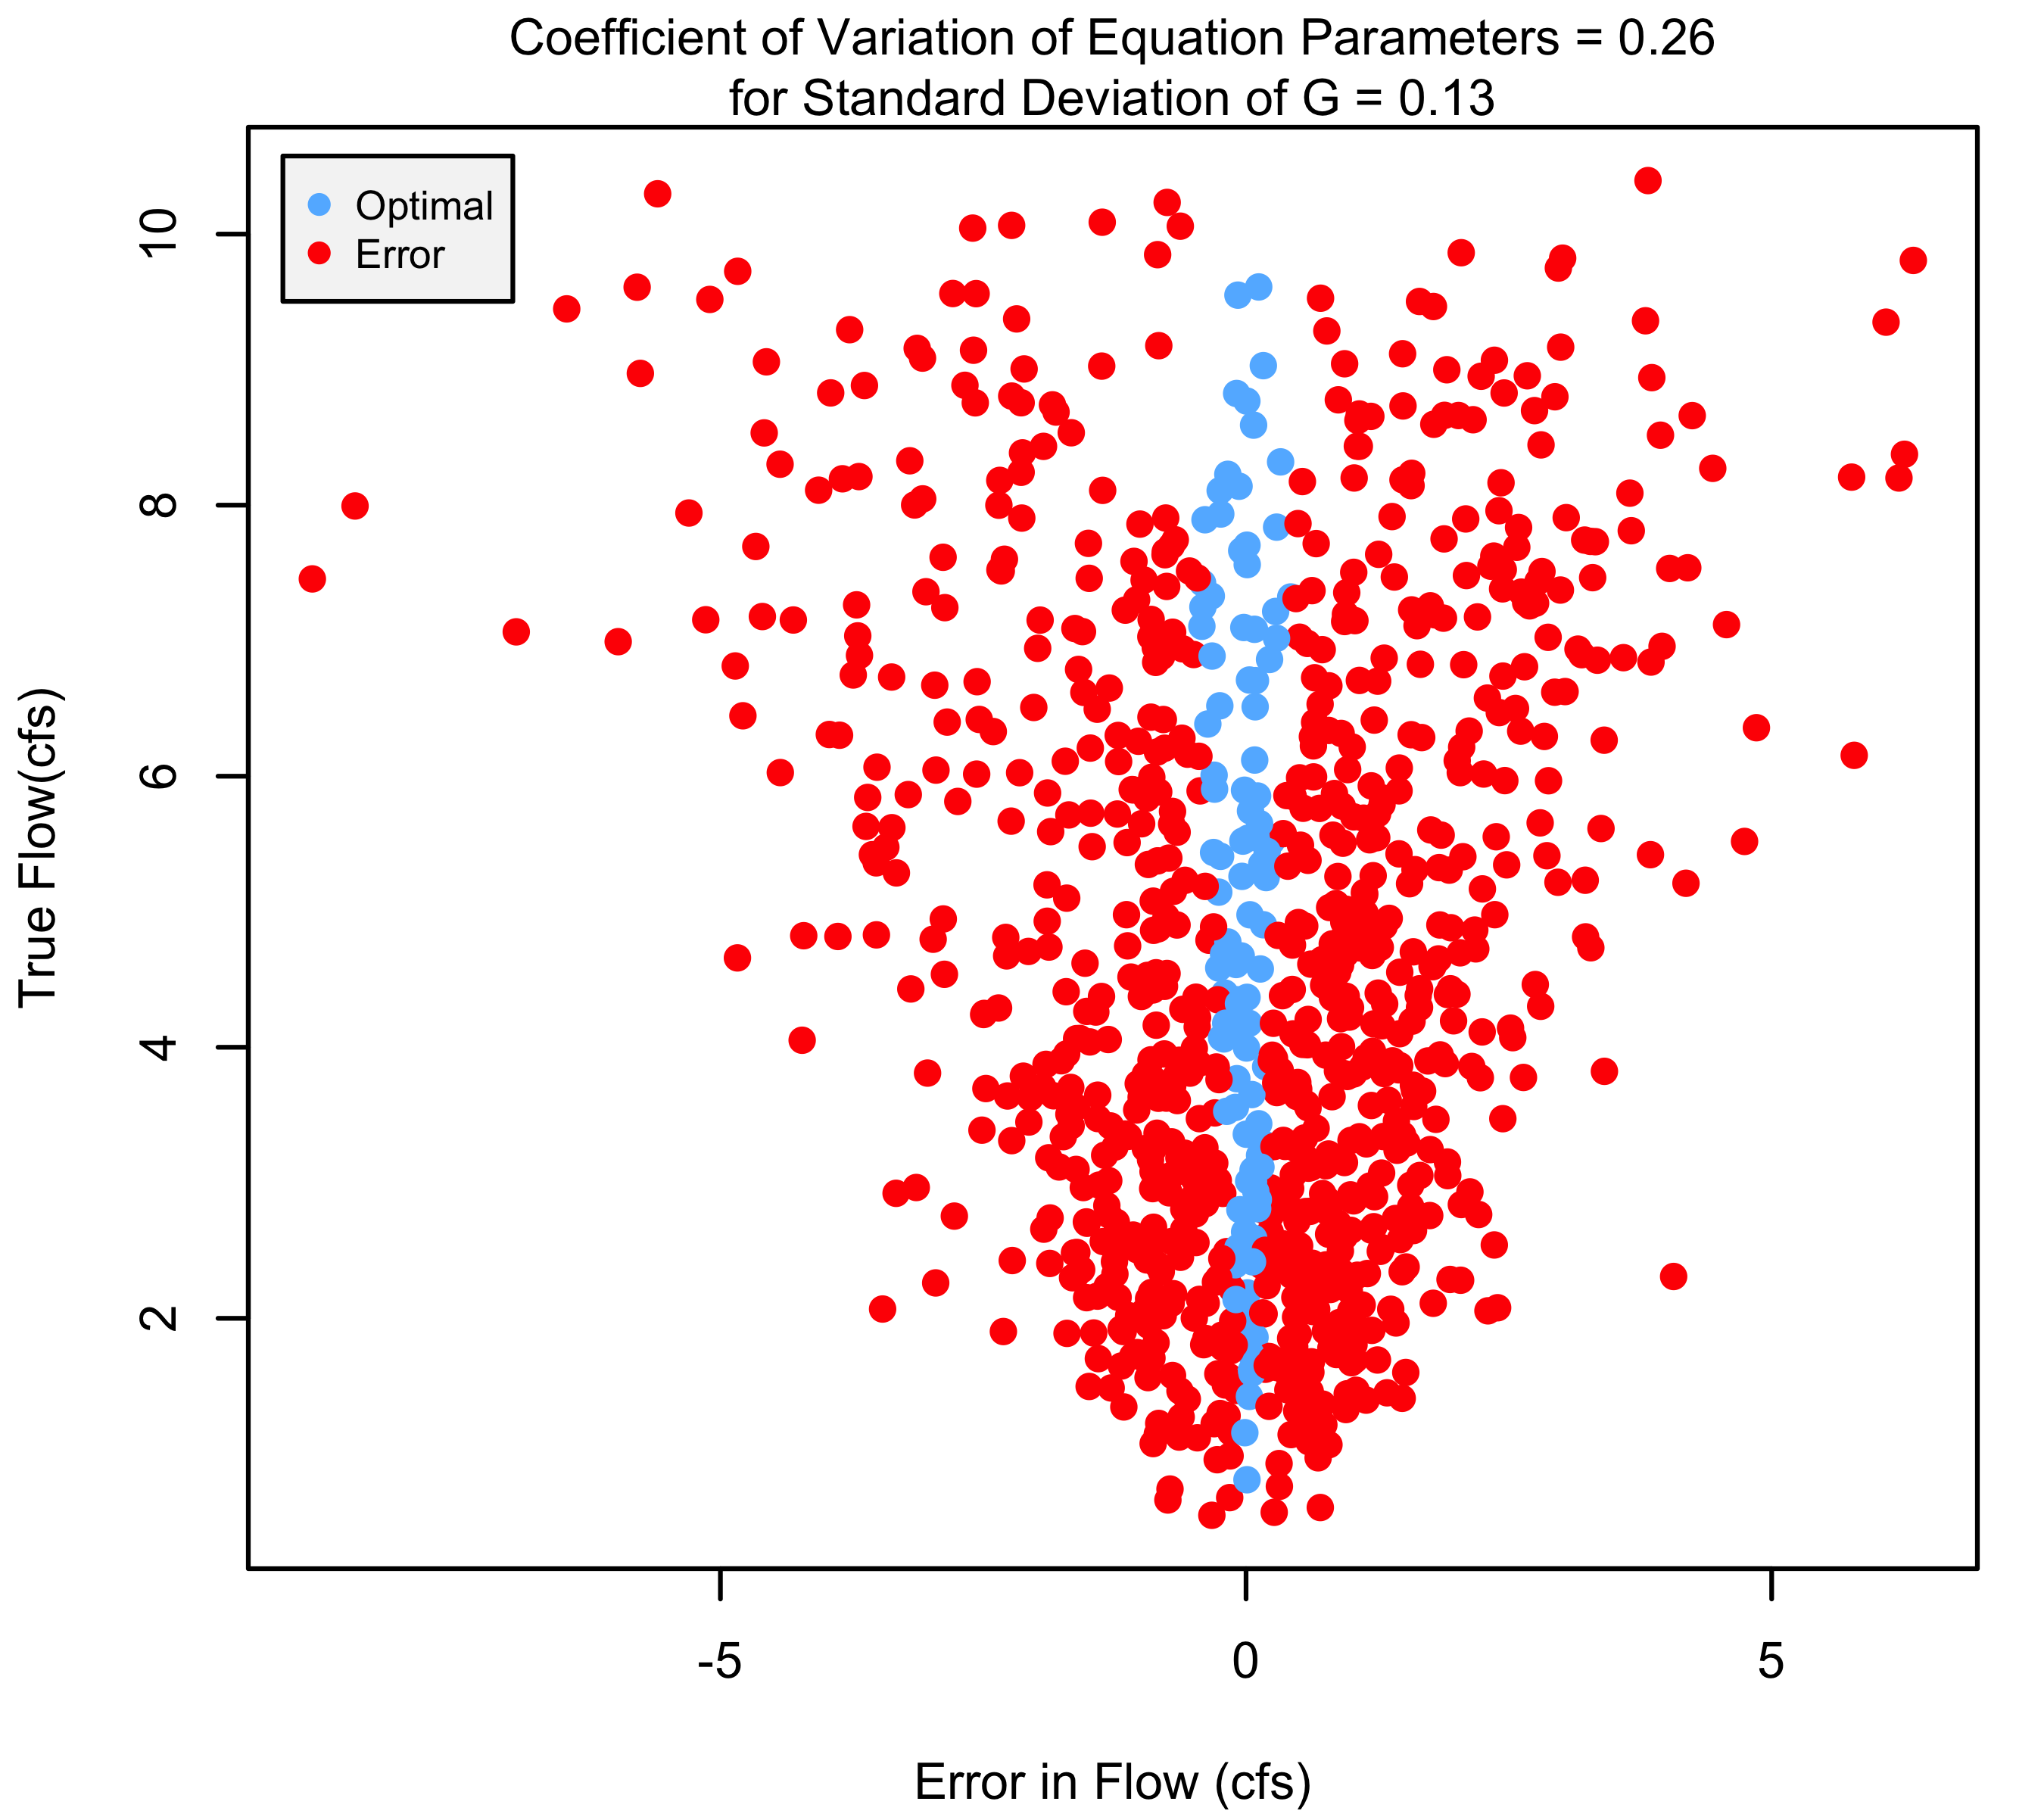 Coefficient of Variation of Equation Parameters = 0.26
for Standard Deviation of G = 0.13
Optimal
Error
10
8
6
4
2
True Flow(cfs)
-5
0
5
Error in Flow (cfs)